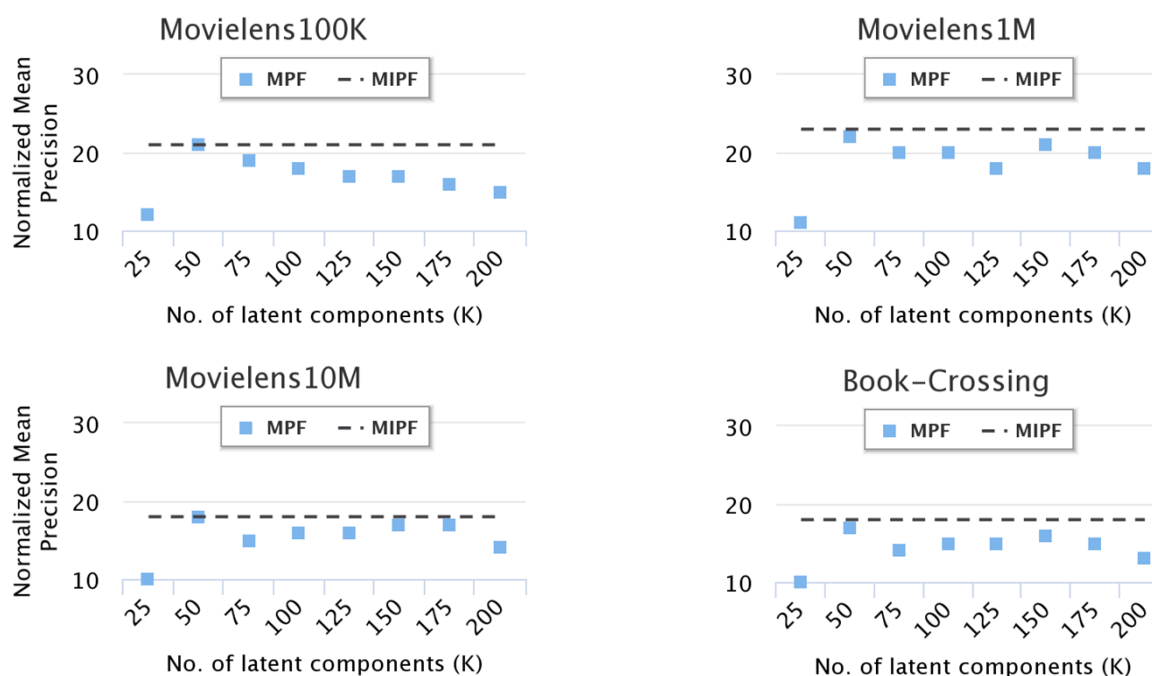 Movielens100K
MPF
MIPF
Normalized Mean
Precision
30
20
10
25
50
75
100
125
150
175
200
No. of latent components (K)
Movielens1M
MPF
MIPF
30
20
10
25
50
75
100
125
150
175
200
No. of latent components (K)
Movielens10M
MPF
MIPF
Normalized Mean
Precision
30
20
10
25
50
75
100
125
150
175
200
No. of latent components (K)
Book-Crossing
MPF
MIPF
30
20
10
25
50
75
100
125
150
175
200
No. of latent components (K)